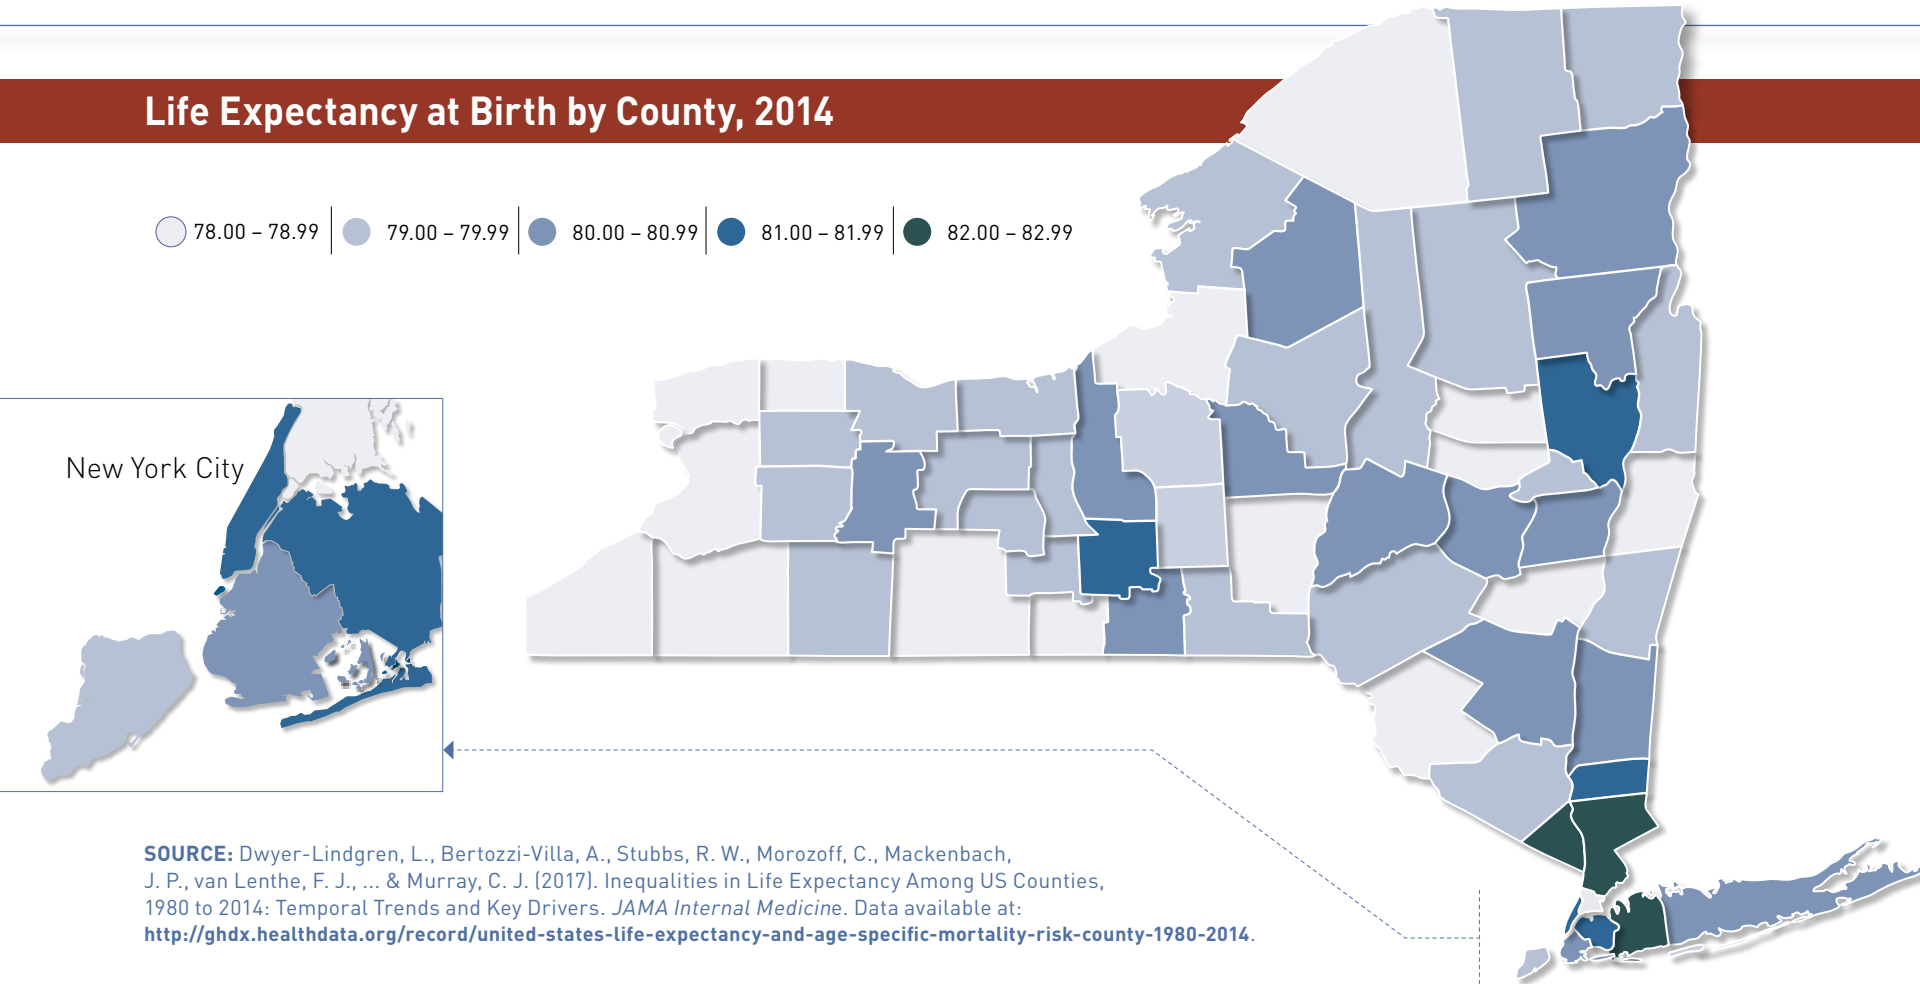 Life Expectancy at Birth by County, 2014
78.00 – 78.99 79.00 – 79.99 80.00 – 80.99 81.00 – 81.99 82.00 – 82.99
New York City
SOURCE: Dwyer-Lindgren, L., Bertozzi-Villa, A., Stubbs, R. W., Morozoff, C., Mackenbach,
J. P., van Lenthe, F. J., ... & Murray, C. J. (2017). Inequalities in Life Expectancy Among US Counties,
1980 to 2014: Temporal Trends and Key Drivers. JAMA Internal Medicine. Data available at:
http://ghdx.healthdata.org/record/united-states-life-expectancy-and-age-specific-mortality-risk-county-1980-2014.